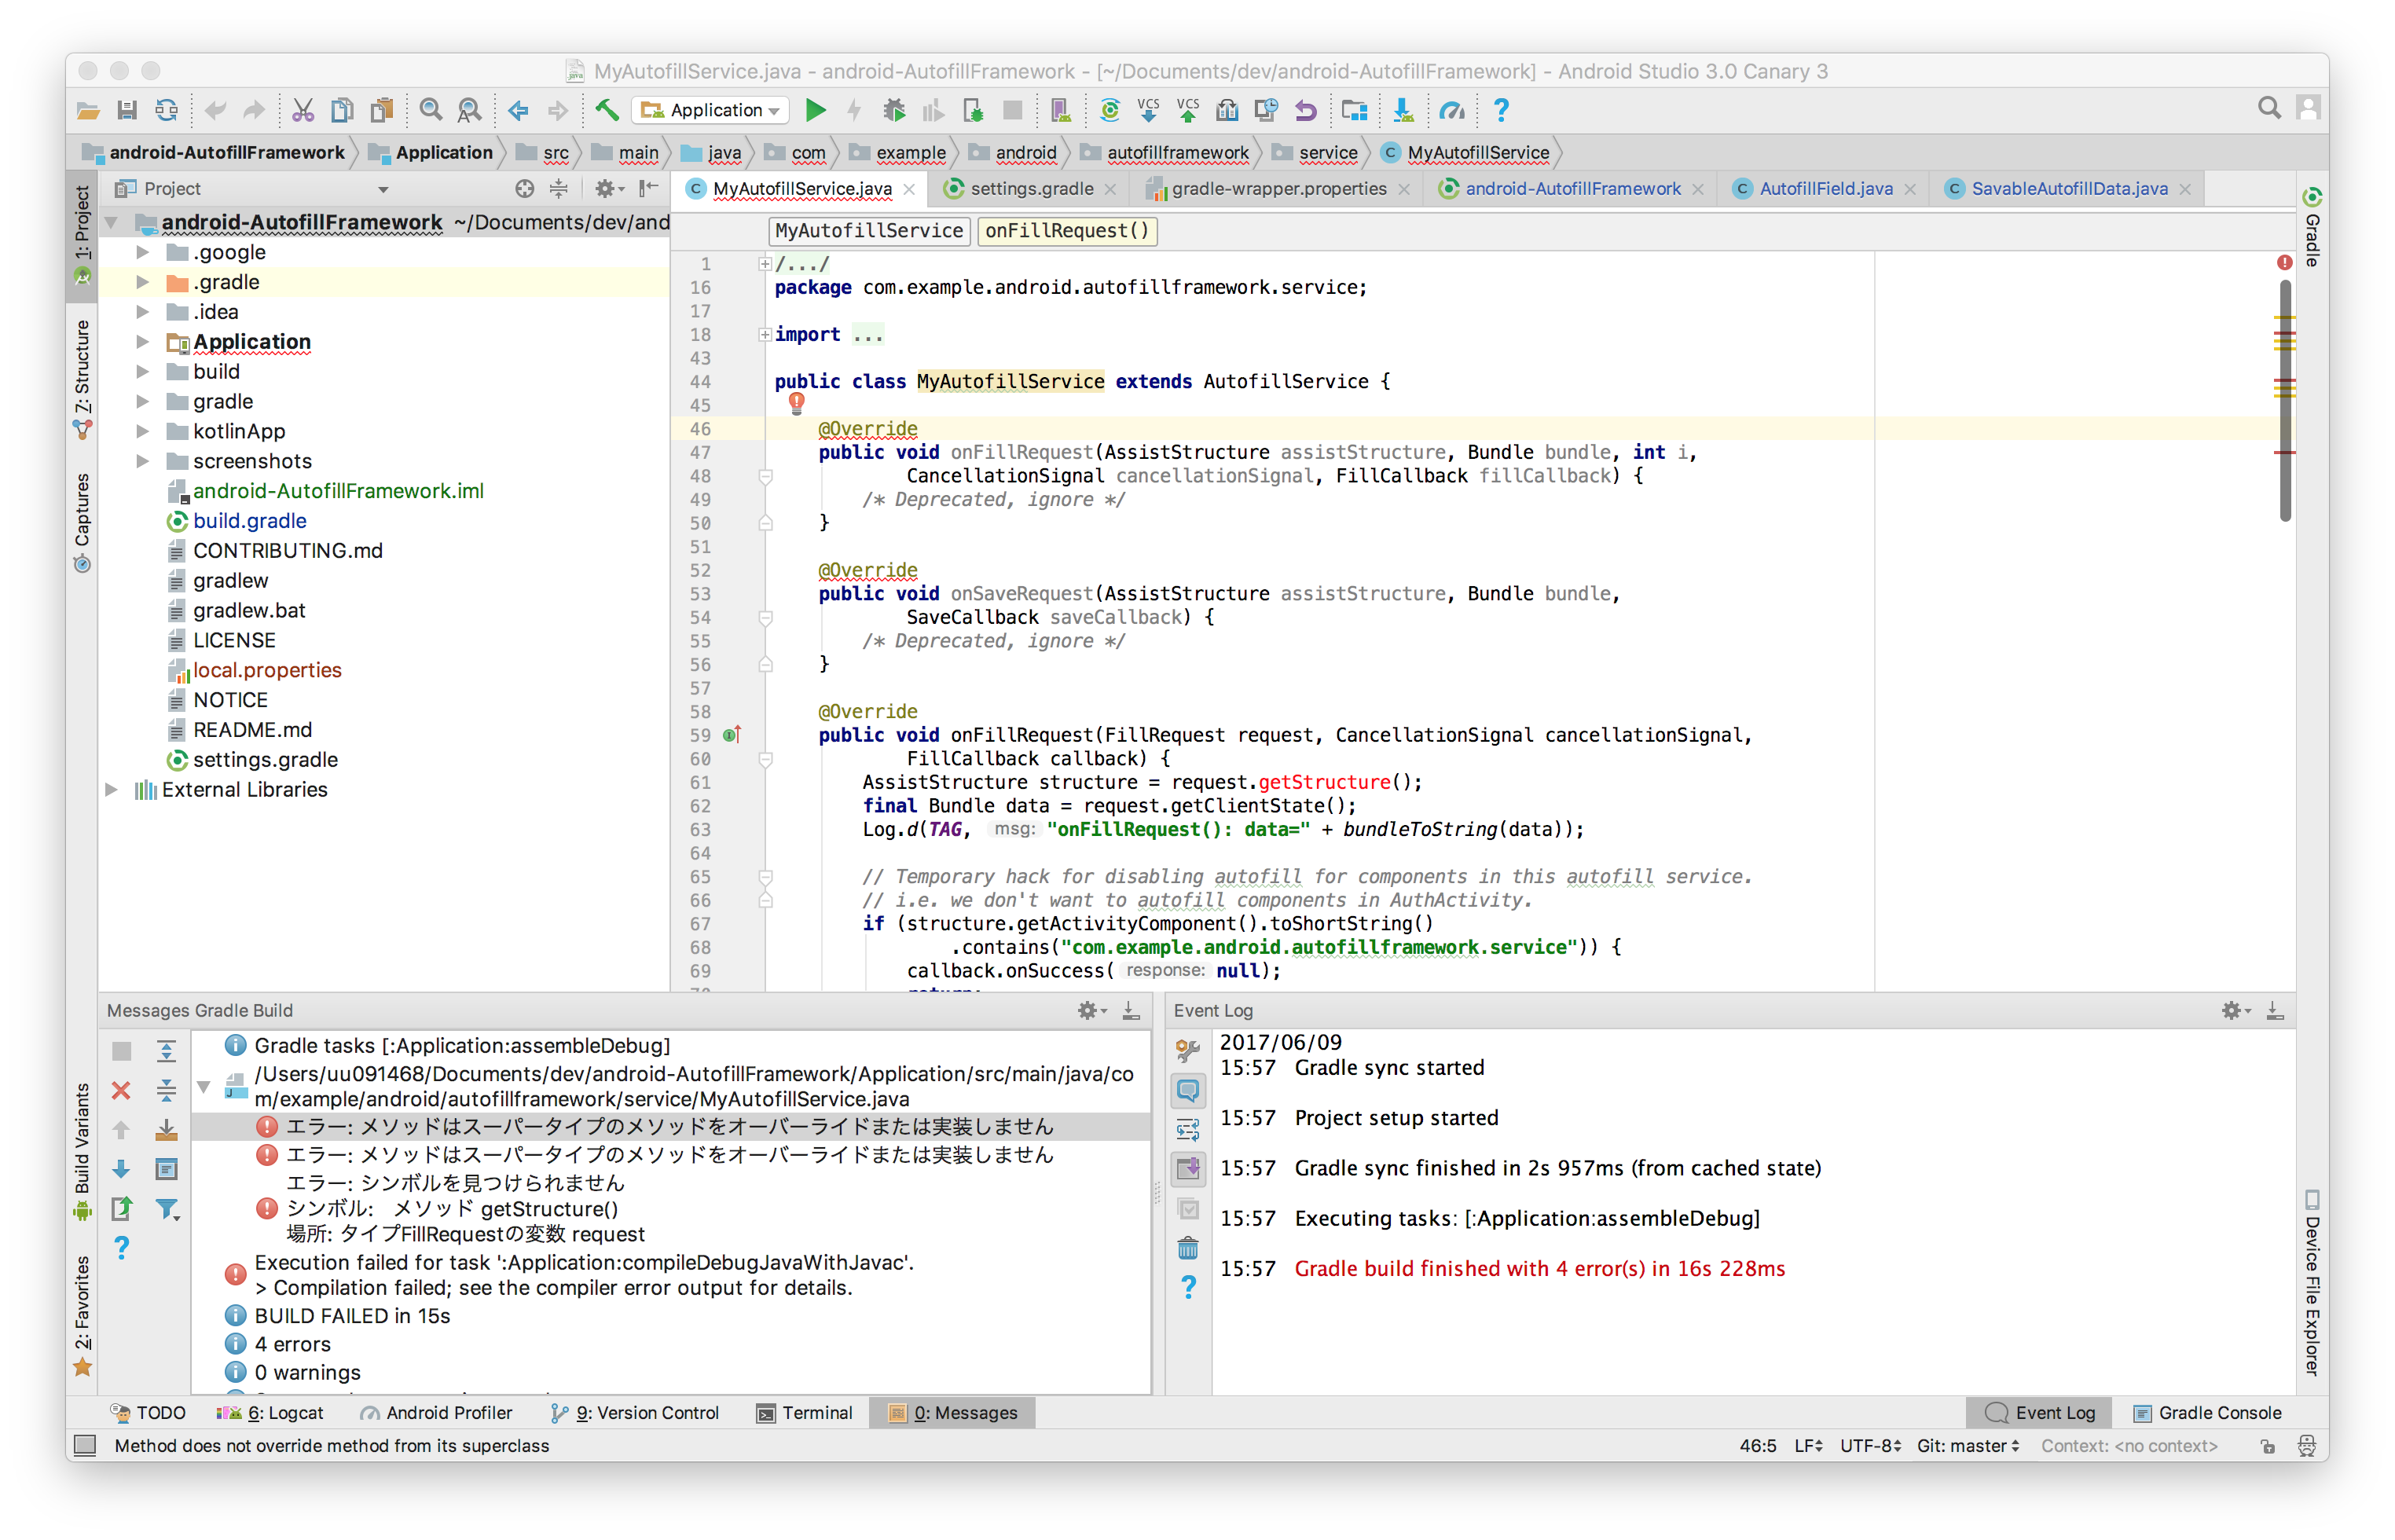 MyAutofillService.java - android-AutofillFramework - [~/Documents/dev/android-AutofillFramework] - Android Studio 3.0 Canary 3
Application
VCS VCS
android-AutofillFramework Application src main java com example android autofillframework service MyAutofillService
Project
MyAutofillService.java settings.gradle gradle-wrapper.properties android-AutofillFramework AutofillField.java SavableAutofillData.java
1: Project
7: Structure
Captures
Build Variants
2: Favorites
Gradle
Device File Explorer
android-AutofillFramework ~/Documents/dev/and
.google
.gradle
.idea
Application
build
gradle
kotlinApp
screenshots
android-AutofillFramework.iml
build.gradle
CONTRIBUTING.md
gradlew
gradlew.bat
LICENSE
local.properties
NOTICE
README.md
settings.gradle
External Libraries
MyAutofillService onFillRequest()
1 /.../
16 package com.example.android.autofillframework.service;
17
18 import ...
43
44 public class MyAutofillService extends AutofillService {
45
46 @Override
47 public void onFillRequest(AssistStructure assistStructure, Bundle bundle, int i,
48 CancellationSignal cancellationSignal, FillCallback fillCallback) {
49 /* Deprecated, ignore */
50 }
51
52 @Override
53 public void onSaveRequest(AssistStructure assistStructure, Bundle bundle,
54 SaveCallback saveCallback) {
55 /* Deprecated, ignore */
56 }
57
58 @Override
59 public void onFillRequest(FillRequest request, CancellationSignal cancellationSignal,
60 FillCallback callback) {
61 AssistStructure structure = request.getStructure();
62 final Bundle data = request.getClientState();
63 Log.d(TAG, msg: "onFillRequest(): data=" + bundleToString(data));
64
65 // Temporary hack for disabling autofill for components in this autofill service.
66 // i.e. we don't want to autofill components in AuthActivity.
67 if (structure.getActivityComponent().toShortString()
68 .contains("com.example.android.autofillframework.service")) {
69 callback.onSuccess( response: null);
70 return;
Messages Gradle Build
Gradle tasks [:Application:assembleDebug]
/Users/uu091468/Documents/dev/android-AutofillFramework/Application/src/main/java/co
m/example/android/autofillframework/service/MyAutofillService.java
エラー: メソッドはスーパータイプのメソッドをオーバーライドまたは実装しません
エラー: メソッドはスーパータイプのメソッドをオーバーライドまたは実装しません
エラー: シンボルを見つけられません
シンボル: メソッド getStructure()
場所: タイプFillRequestの変数 request
Execution failed for task ':Application:compileDebugJavaWithJavac'.
> Compilation failed; see the compiler error output for details.
BUILD FAILED in 15s
4 errors
0 warnings
Event Log
2017/06/09
15:57 Gradle sync started
15:57 Project setup started
15:57 Gradle sync finished in 2s 957ms (from cached state)
15:57 Executing tasks: [:Application:assembleDebug]
15:57 Gradle build finished with 4 error(s) in 16s 228ms
TODO 6: Logcat Android Profiler 9: Version Control Terminal 0: Messages Event Log Gradle Console
Method does not override method from its superclass 46:5 LF UTF-8 Git: master Context: <no context>